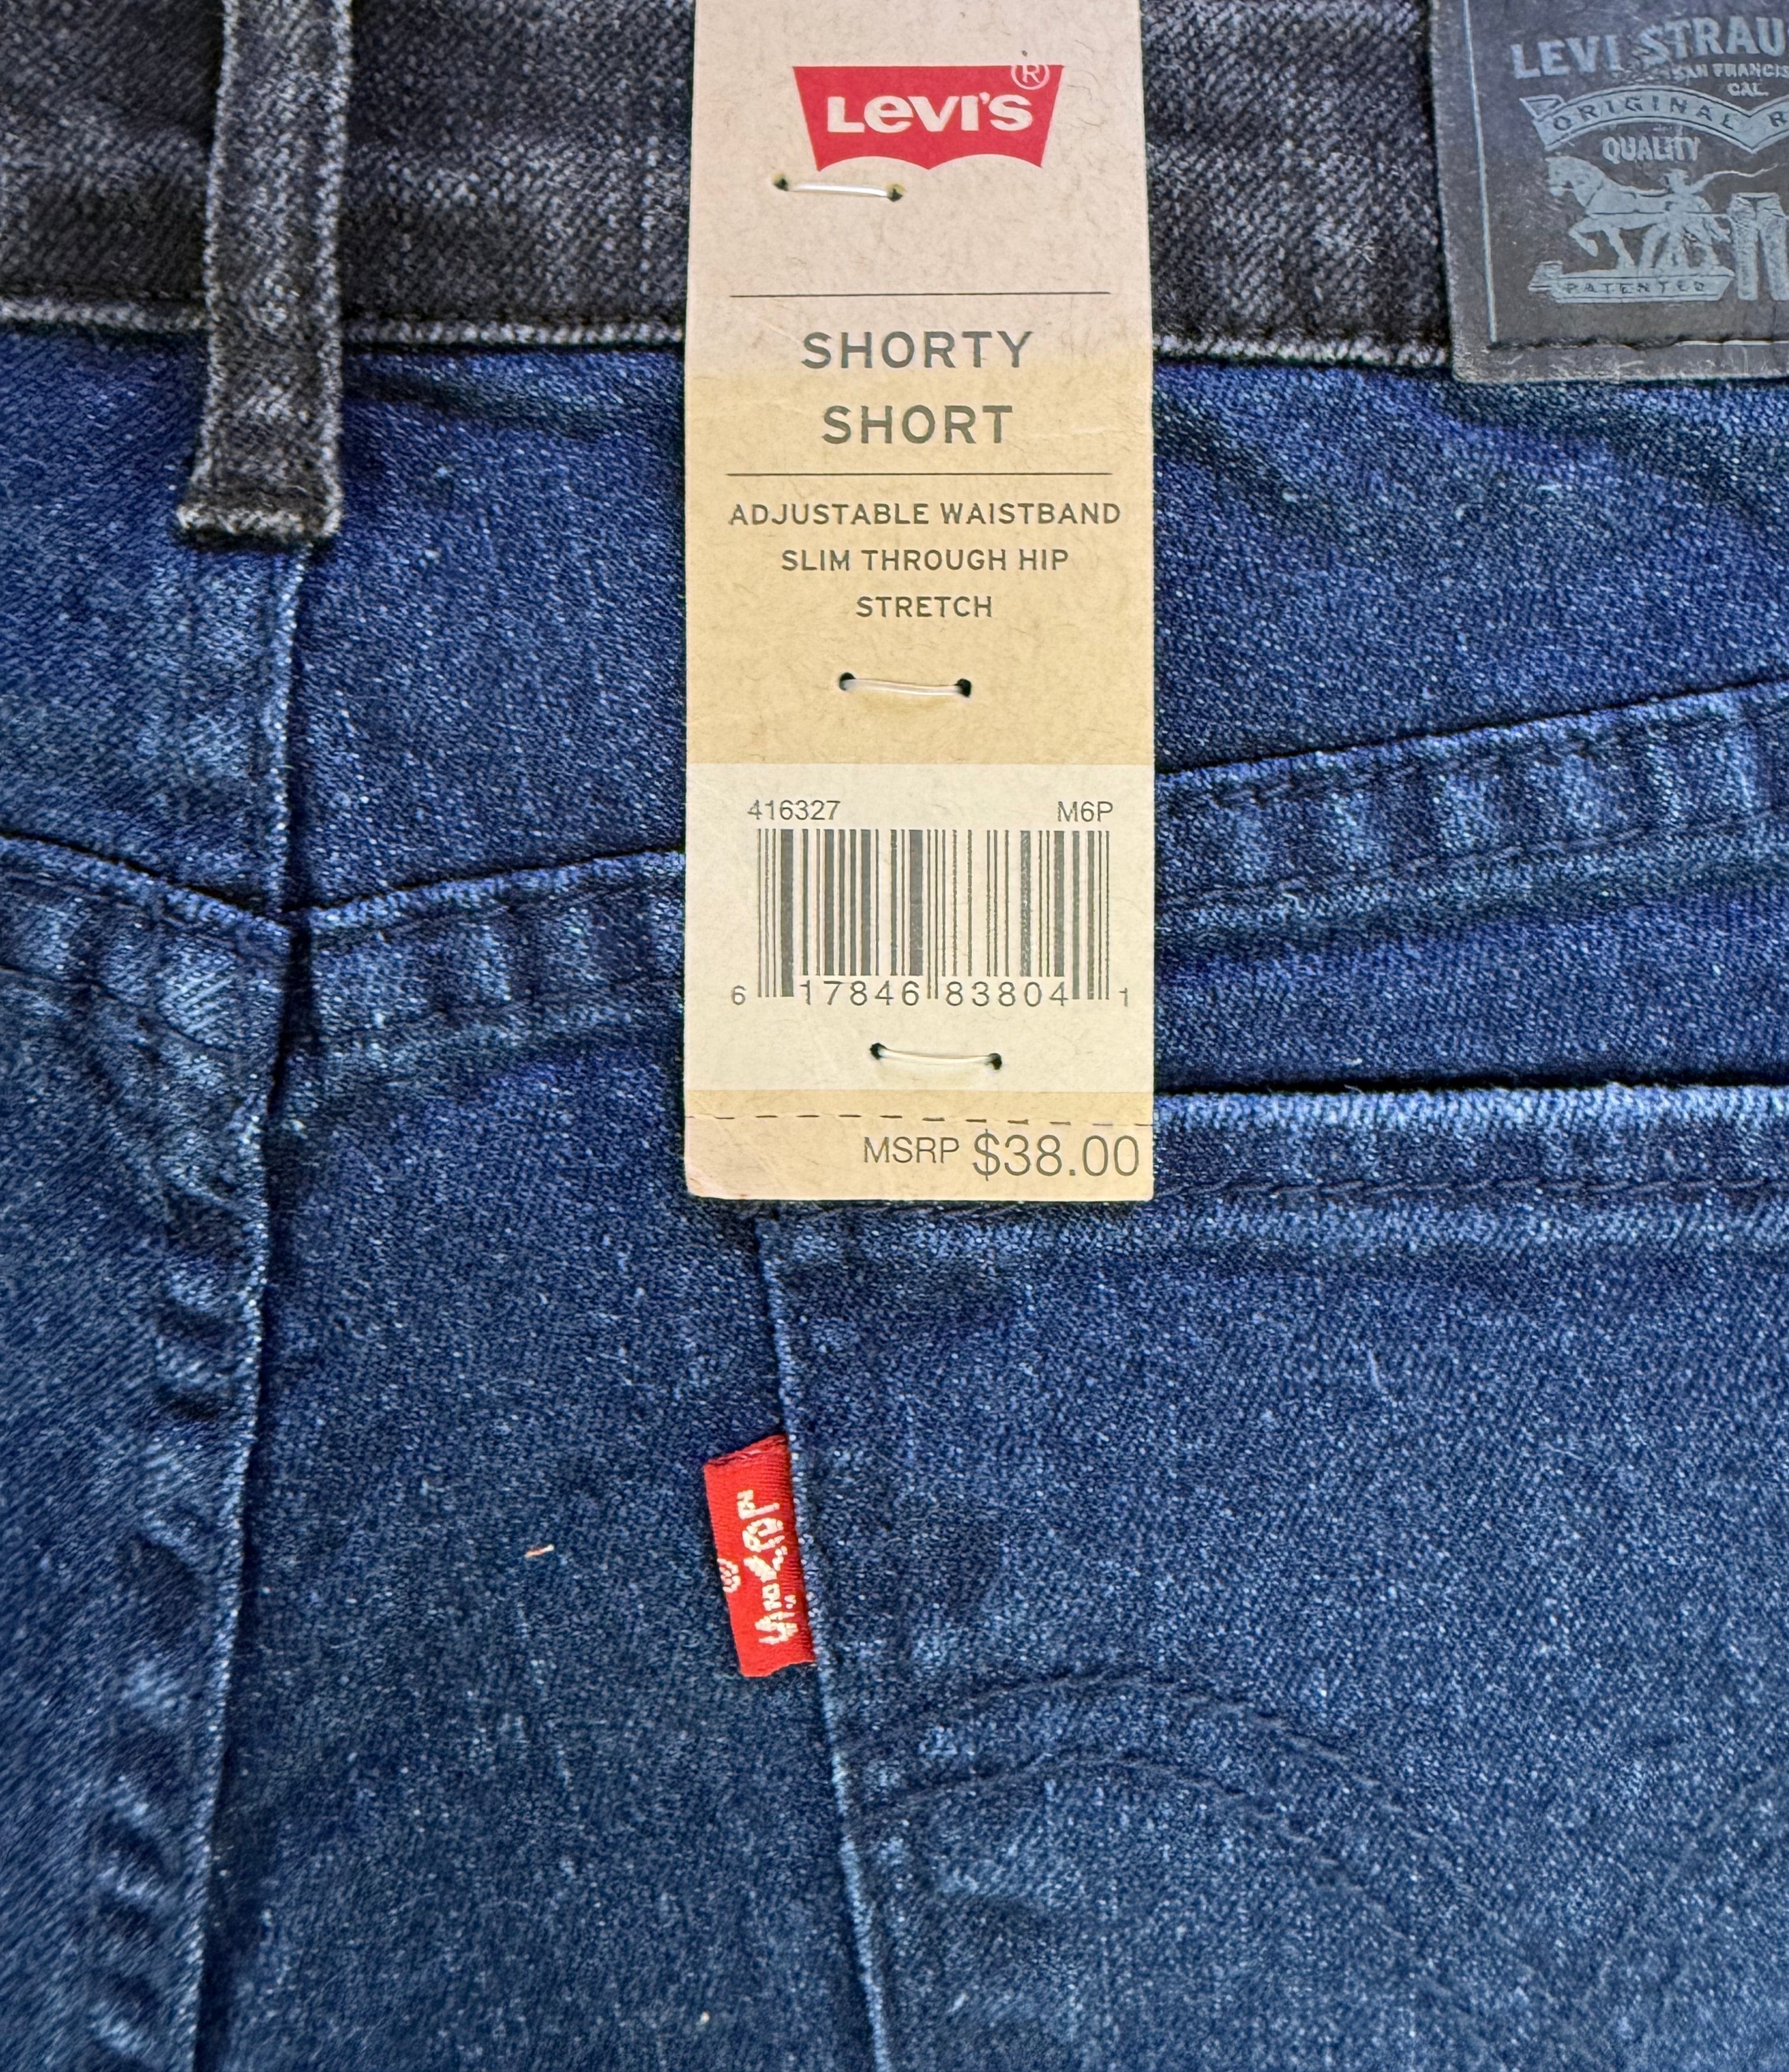 LEVI'S®
SHORTY
SHORT
ADJUSTABLE WAISTBAND
SLIM THROUGH HIP
STRETCH
416327 M6P
6 17846 83804 1
MSRP $38.00
LEVI STRAU
SAN FRANCIS
CAL.
ORIGINAL R
QUALITY
PATENTED
LEVI'S
®